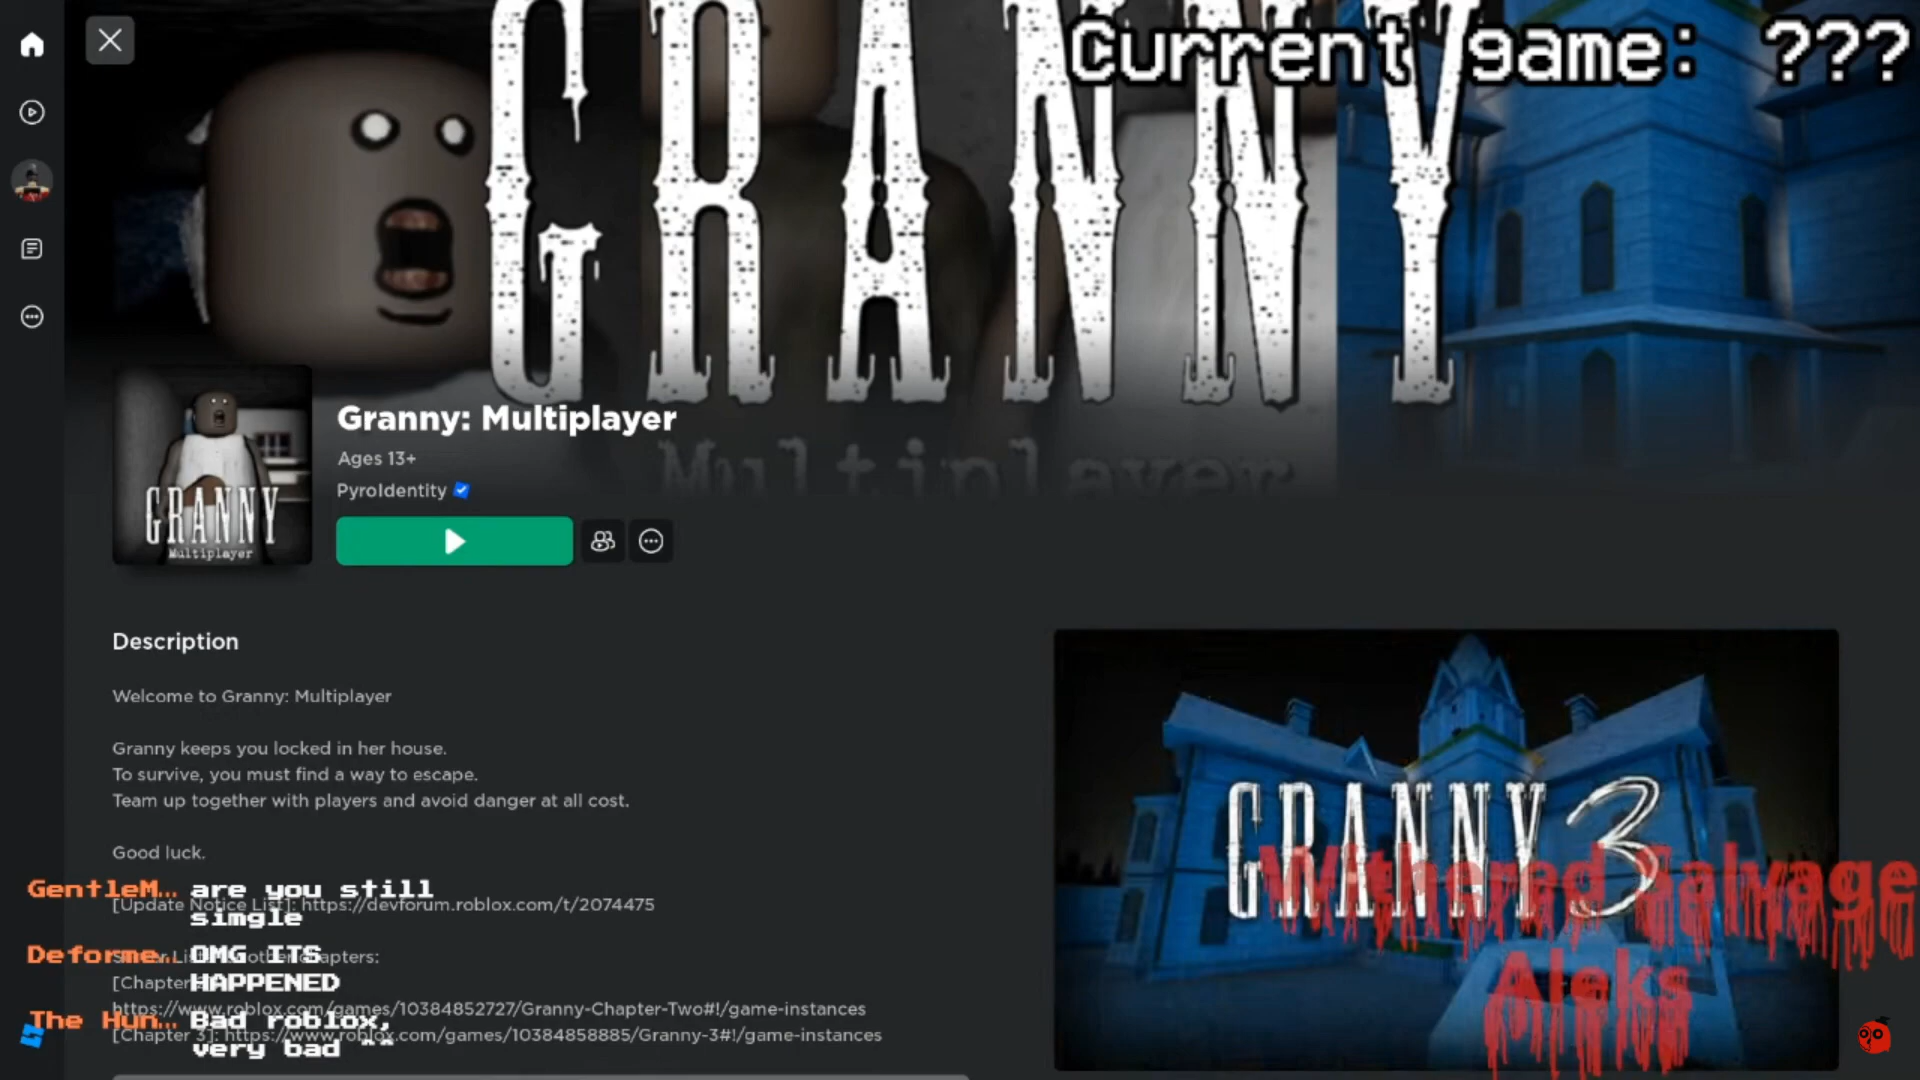 GRANNY
Current game: ???
Multiplayer
GRANNY
Multiplayer
Granny: Multiplayer
Ages 13+
PyroIdentity
Description
Welcome to Granny: Multiplayer
Granny keeps you locked in her house.
To survive, you must find a way to escape.
Team up together with players and avoid danger at all cost.
Good luck.
GentleM... are you still
[Update Notice List]: https://devforum.roblox.com/t/2074475
single
Deforme... OMG ITS
other chapters:
HAPPENED
[Chapter
https://www.roblox.com/games/10384852727/Granny-Chapter-Two#!/game-instances
The Hun... Bad roblox,
[Chapter 3]: https://www.roblox.com/games/10384858885/Granny-3#!/game-instances
very bad ^^
GRANNY 3
Withered Salvage
Aleks